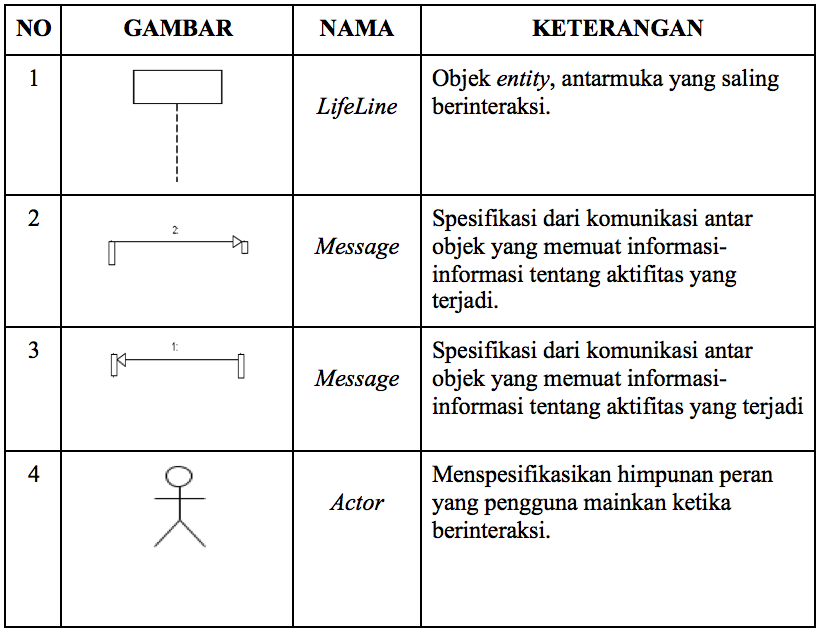 NO GAMBAR NAMA KETERANGAN
1
LifeLine
Objek entity, antarmuka yang saling
berinteraksi.
2
2:
Message
Spesifikasi dari komunikasi antar
objek yang memuat informasi-
informasi tentang aktifitas yang
terjadi.
3
1:
Message
Spesifikasi dari komunikasi antar
objek yang memuat informasi-
informasi tentang aktifitas yang terjadi
4
Actor
Menspesifikasikan himpunan peran
yang pengguna mainkan ketika
berinteraksi.